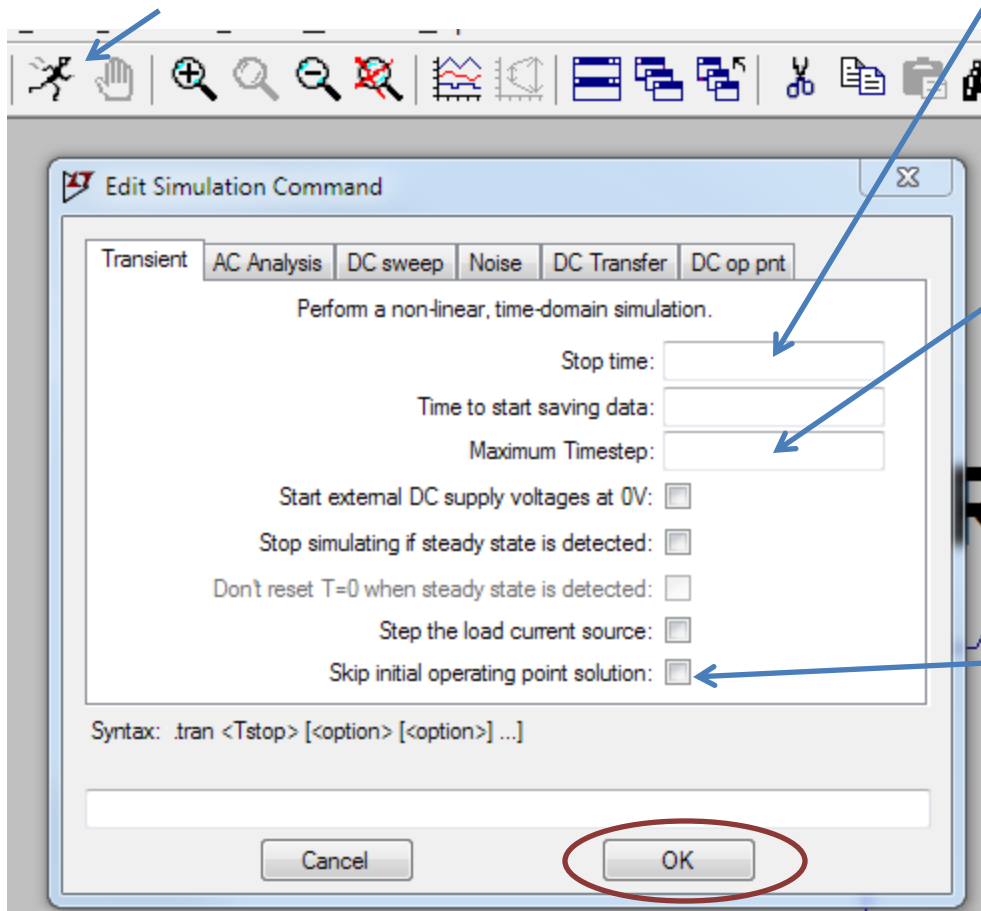 Edit Simulation Command
Transient AC Analysis DC sweep Noise DC Transfer DC op pnt
Perform a non-linear, time-domain simulation.
Stop time:
Time to start saving data:
Maximum Timestep:
Start external DC supply voltages at 0V:
Stop simulating if steady state is detected:
Don't reset T=0 when steady state is detected:
Step the load current source:
Skip initial operating point solution:
Syntax: .tran <Tstop> [<option> [<option>] ...]
Cancel OK